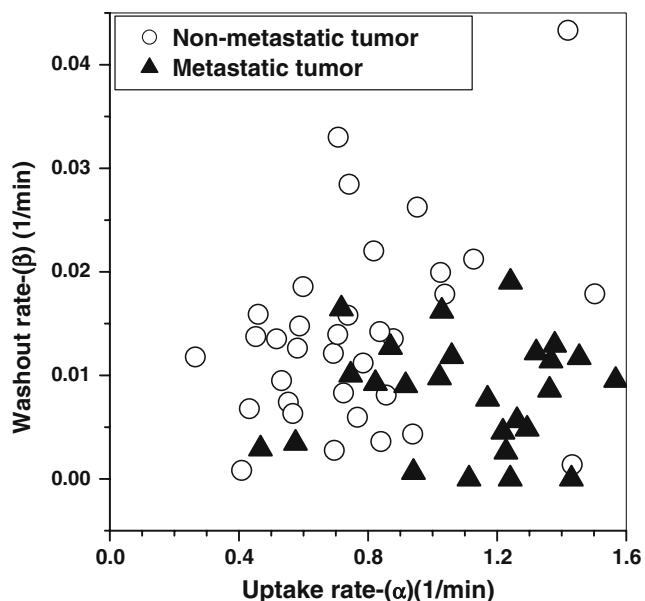 Non-metastatic tumor
Metastatic tumor
Washout rate-(β) (1/min)
0.04
0.03
0.02
0.01
0.00
0.0 0.4 0.8 1.2 1.6
Uptake rate-(α)(1/min)